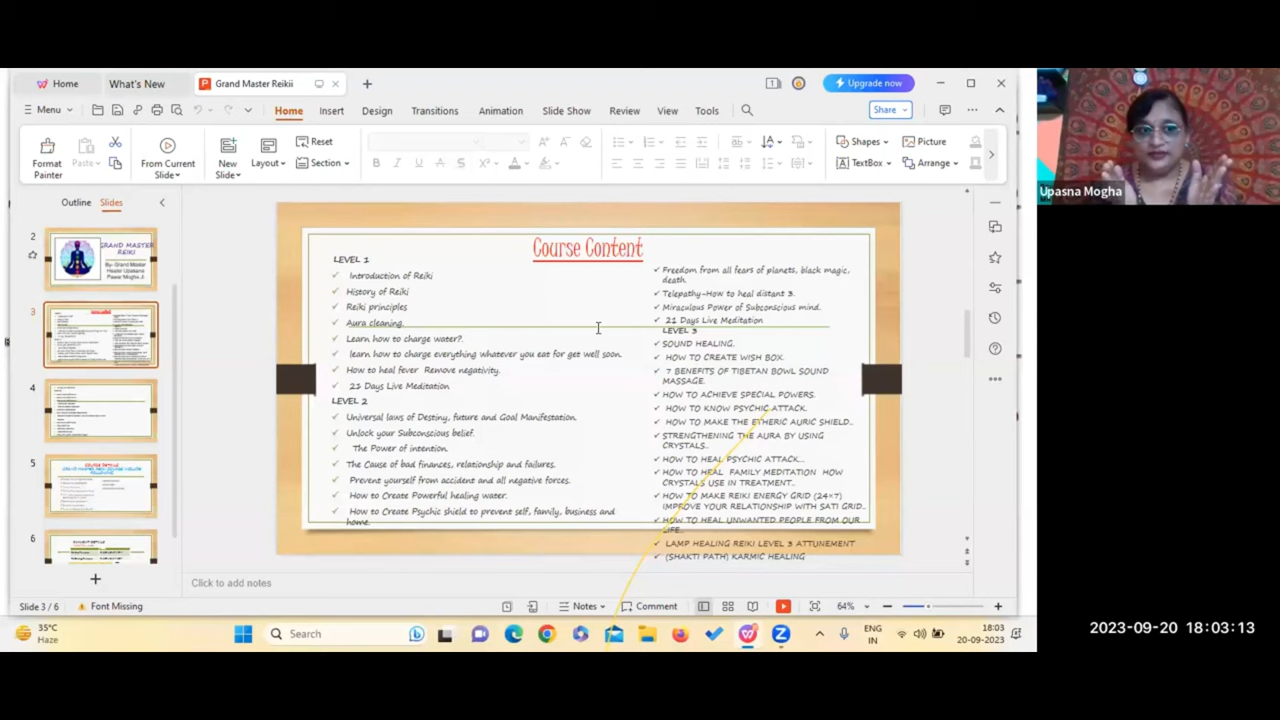 Home
What's New
Grand Master Reikii
Upgrade now
Menu
Home
Insert
Design
Transitions
Animation
Slide Show
Review
View
Tools
Share
Format Painter
Paste
From Current Slide
New Slide
Layout
Reset
Section
Shapes
Picture
TextBox
Arrange
Outline
Slides
2
GRAND MASTER
REIKI
By:- Grand Master
3
4
5
6
Course Content
LEVEL 1
Introduction of Reiki
History of Reiki
Reiki principles
Aura cleaning.
Learn how to charge water?.
learn how to charge everything whatever you eat for get well soon.
How to heal fever Remove negativity.
21 Days Live Meditation
LEVEL 2
Universal laws of Destiny, future and Goal Manifestation.
Unlock your Subconscious belief.
The Power of intention.
The Cause of bad finances, relationship and failures.
Prevent yourself from accident and all negative forces.
How to Create Powerful healing water.
How to Create Psychic shield to prevent self, family, business and
home.
Freedom from all fears of planets, black magic,
death.
Telepathy-How to heal distant 3.
Miraculous Power of Subconscious mind.
21 Days Live Meditation
LEVEL 3
SOUND HEALING.
HOW TO CREATE WISH BOX.
7 BENEFITS OF TIBETAN BOWL SOUND
MASSAGE.
HOW TO ACHIEVE SPECIAL POWERS.
HOW TO KNOW PSYCHIC ATTACK.
HOW TO MAKE THE ETHERIC AURIC SHIELD..
STRENGTHENING THE AURA BY USING
CRYSTALS..
HOW TO HEAL PSYCHIC ATTACK...
HOW TO HEAL FAMILY MEDITATION HOW
CRYSTALS USE IN TREATMENT..
HOW TO MAKE REIKI ENERGY GRID (24×7)
IMPROVE YOUR RELATIONSHIP WITH SATI GRID..
HOW TO HEAL UNWANTED PEOPLE FROM OUR
LIFE..
LAMP HEALING REIKI LEVEL 3 ATTUNEMENT
(SHAKTI PATH) KARMIC HEALING
Click to add notes
Slide 3 / 6
Font Missing
Notes
Comment
64%
35°C
Haze
Search
ENG
IN
18:03
20-09-2023
Upasna Mogha
2023-09-20 18:03:13